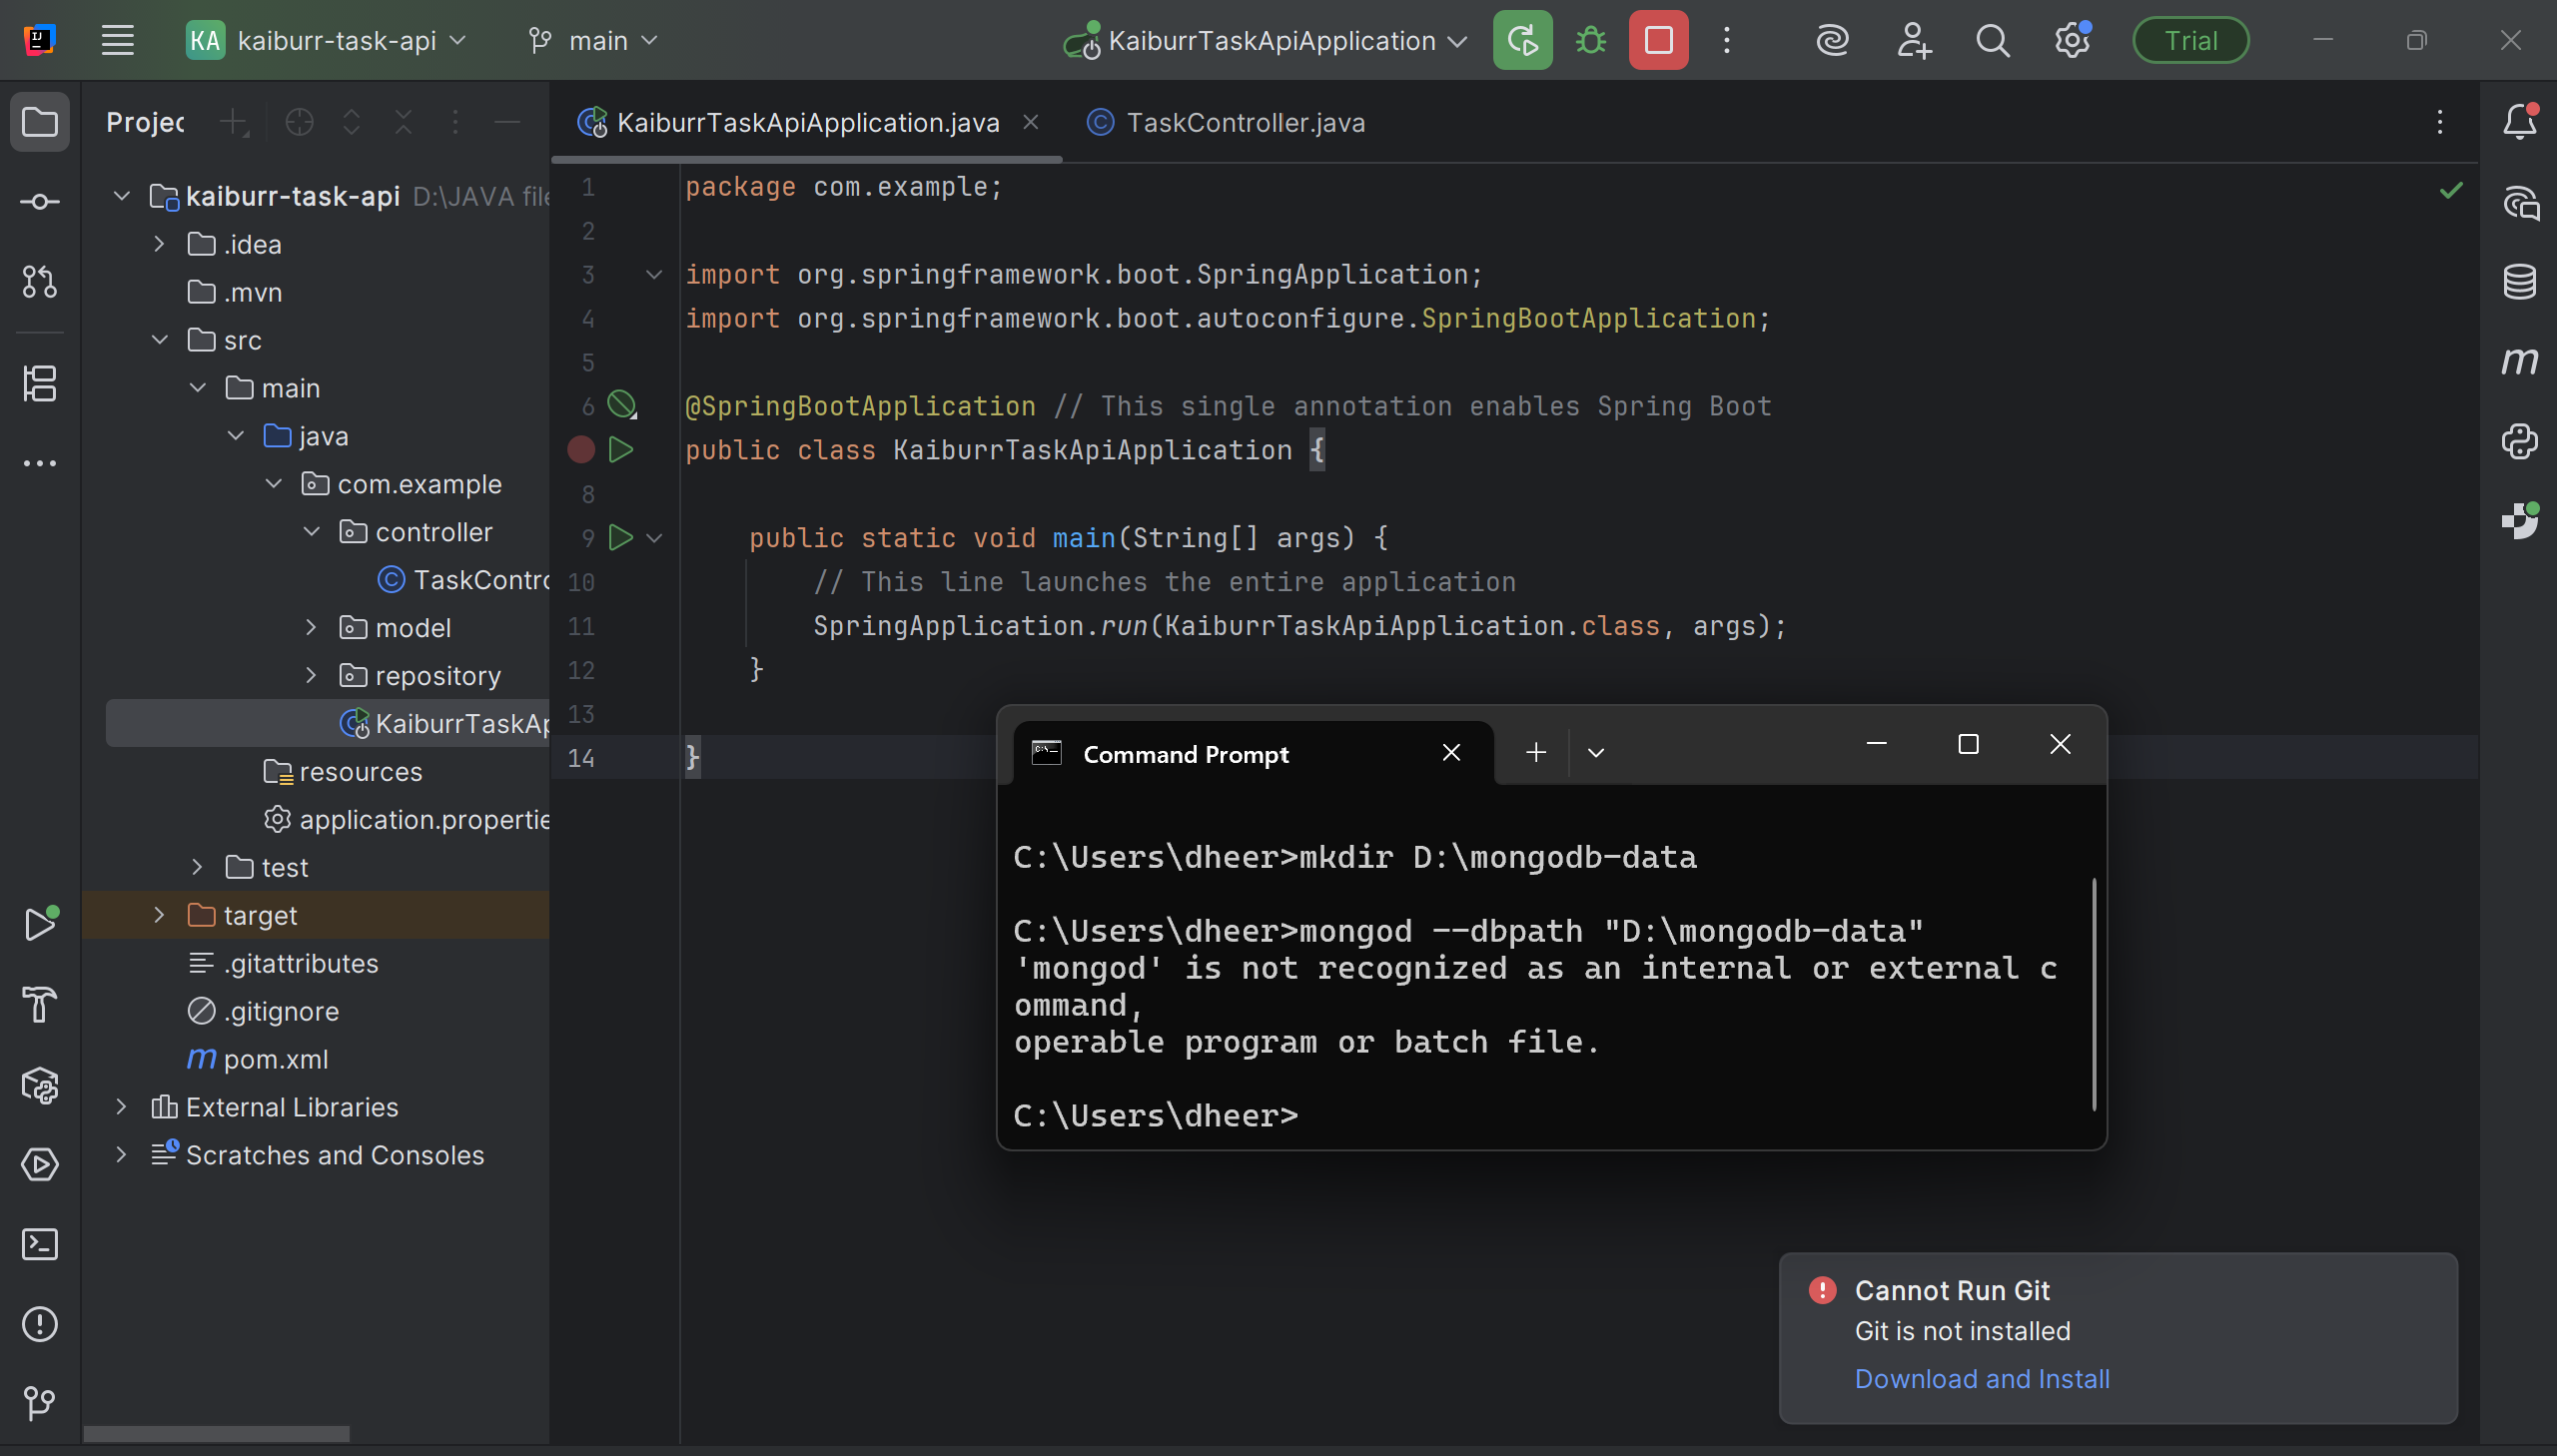 KA kaiburr-task-api main KaiburrTaskApiApplication Trial
Projec
KaiburrTaskApiApplication.java
TaskController.java
kaiburr-task-api D:\JAVA file
.idea
.mvn
src
main
java
com.example
controller
TaskContro
model
repository
KaiburrTaskAp
resources
application.propertie
test
target
.gitattributes
.gitignore
m pom.xml
External Libraries
Scratches and Consoles
1 package com.example;
2
3 import org.springframework.boot.SpringApplication;
4 import org.springframework.boot.autoconfigure.SpringBootApplication;
5
6 @SpringBootApplication // This single annotation enables Spring Boot
public class KaiburrTaskApiApplication {
8
9 public static void main(String[] args) {
10 // This line launches the entire application
11 SpringApplication.run(KaiburrTaskApiApplication.class, args);
12 }
13
14 }
Command Prompt
C:\Users\dheer>mkdir D:\mongodb-data
C:\Users\dheer>mongod --dbpath "D:\mongodb-data"
'mongod' is not recognized as an internal or external c
ommand,
operable program or batch file.
C:\Users\dheer>
Cannot Run Git
Git is not installed
Download and Install
m